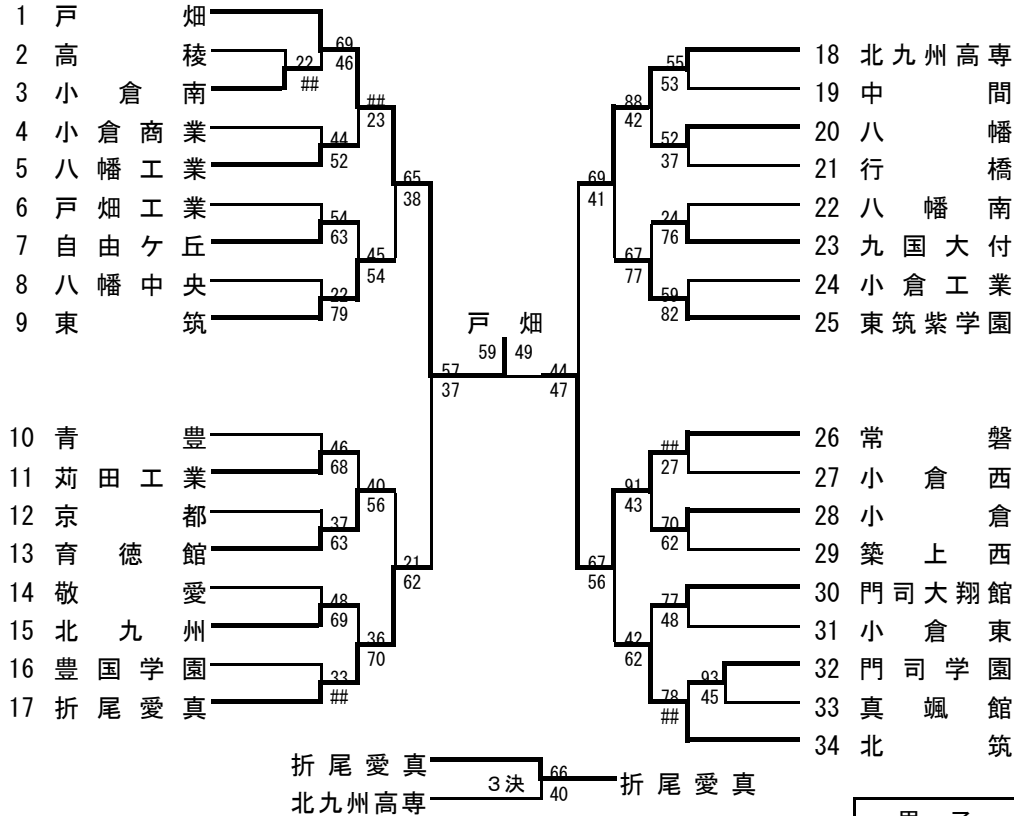 1 戸畑
2 高稜
3 小倉南
4 小倉商業
5 八幡工業
6 戸畑工業
7 自由ケ丘
8 八幡中央
9 東筑
69
46
22
##
##
23
44
52
65
38
54
63
45
54
22
79
戸畑
59 49
57
37
10 青豊
11 苅田工業
12 京都
13 育徳館
14 敬愛
15 北九州
16 豊国学園
17 折尾愛真
46
68
40
56
37
63
21
62
48
69
36
70
33
##
18 北九州高専
19 中間
20 八幡
21 行橋
22 八幡南
23 九国大付
24 小倉工業
25 東筑紫学園
55
53
88
42
52
37
69
41
24
76
67
77
59
82
44
47
26 常磐
27 小倉西
28 小倉
29 築上西
30 門司大翔館
31 小倉東
32 門司学園
33 真颯館
34 北筑
##
27
91
43
70
62
67
56
77
48
42
62
93
45
78
##
折尾愛真
北九州高専
3決
66
40
折尾愛真